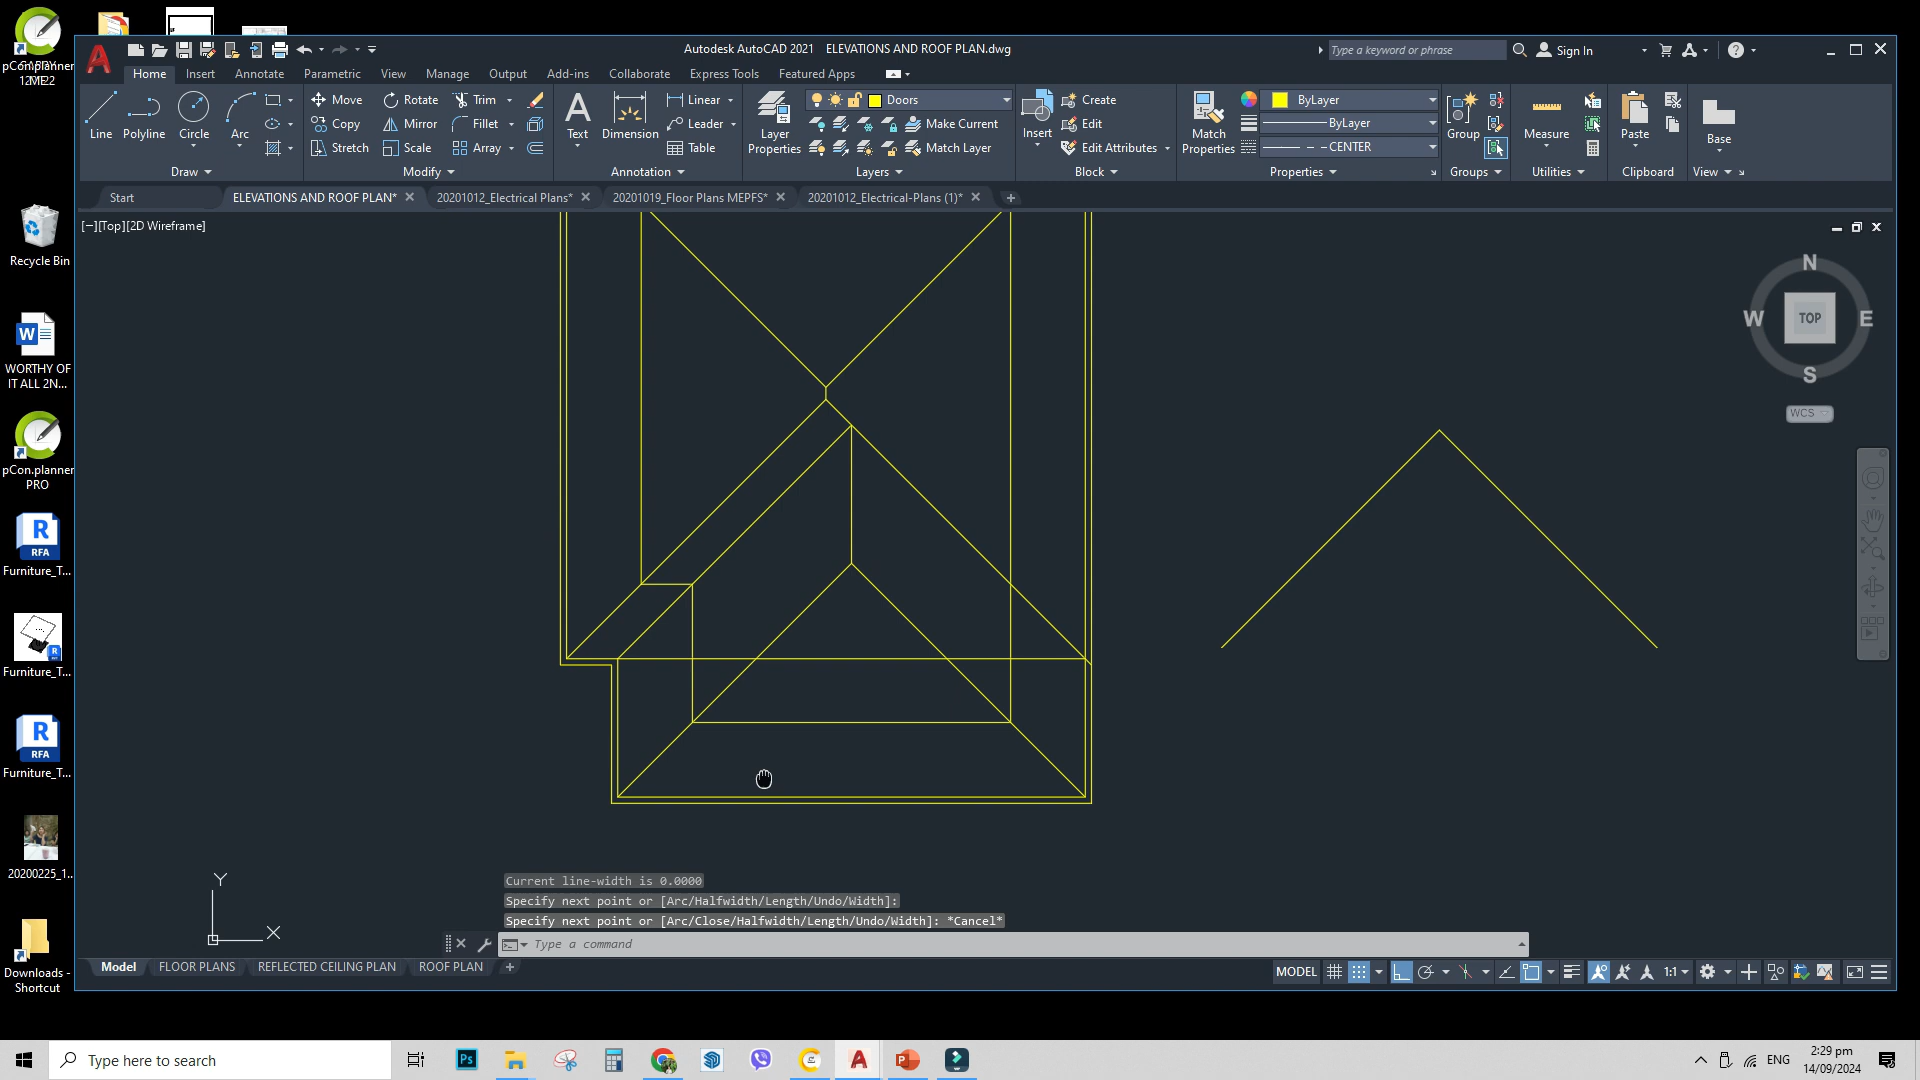 pCon.planner
12ME22
Recycle Bin
WORTHY OF
IT ALL 2N...
pCon.planner
PRO
Furniture_T...
Furniture_T...
Furniture_T...
20200225_1...
Downloads -
Shortcut
Autodesk AutoCAD 2021 ELEVATIONS AND ROOF PLAN.dwg
Type a keyword or phrase
Sign In
Home Insert Annotate Parametric View Manage Output Add-ins Collaborate Express Tools Featured Apps
Line
Polyline
Circle
Arc
Move
Rotate
Trim
Copy
Mirror
Fillet
Stretch
Scale
Array
Text
Dimension
Linear
Leader
Table
Layer
Properties
Doors
Make Current
Match Layer
Insert
Create
Edit
Edit Attributes
Match
Properties
ByLayer
ByLayer
CENTER
Group
Measure
Paste
Base
Draw Modify Annotation Layers Block Properties Groups Utilities Clipboard View
Start
ELEVATIONS AND ROOF PLAN*
20201012_Electrical Plans*
20201019_Floor Plans MEPFS*
20201012_Electrical-Plans (1)*
[−][Top][2D Wireframe]
N
W TOP E
S
WCS
Y
X
Current line-width is 0.0000
Specify next point or [Arc/Halfwidth/Length/Undo/Width]:
Specify next point or [Arc/Close/Halfwidth/Length/Undo/Width]: *Cancel*
Type a command
Model FLOOR PLANS REFLECTED CEILING PLAN ROOF PLAN
MODEL
1:1
Type here to search
ENG
2:29 pm
14/09/2024